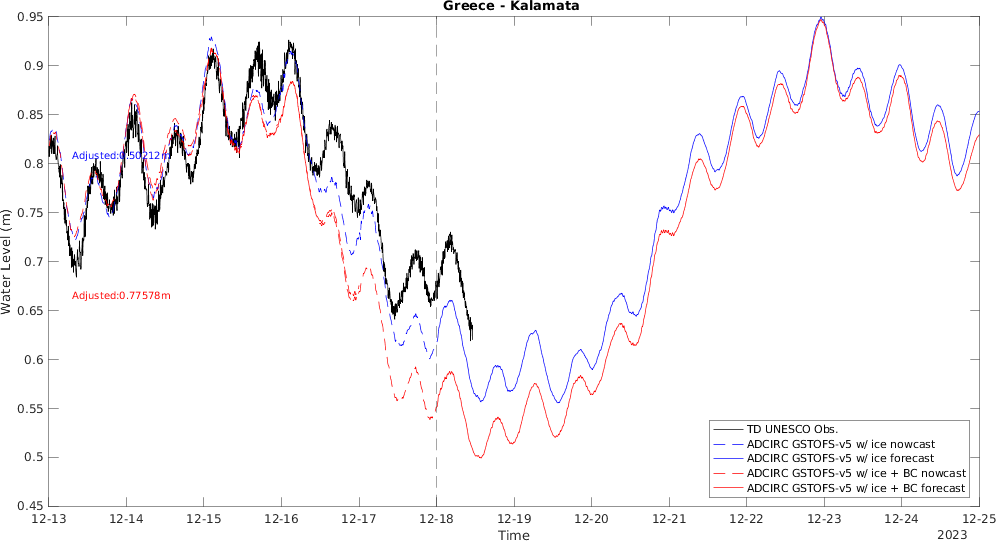 Greece - Kalamata
0.95
0.9
0.85
0.8
0.75
0.7
0.65
0.6
0.55
0.5
0.45
Water Level (m)
Adjusted:0.50212m
Adjusted:0.77578m
TD UNESCO Obs.
ADCIRC GSTOFS-v5 w/ ice nowcast
ADCIRC GSTOFS-v5 w/ ice forecast
ADCIRC GSTOFS-v5 w/ ice + BC nowcast
ADCIRC GSTOFS-v5 w/ ice + BC forecast
12-13 12-14 12-15 12-16 12-17 12-18 12-19 12-20 12-21 12-22 12-23 12-24 12-25
Time
2023